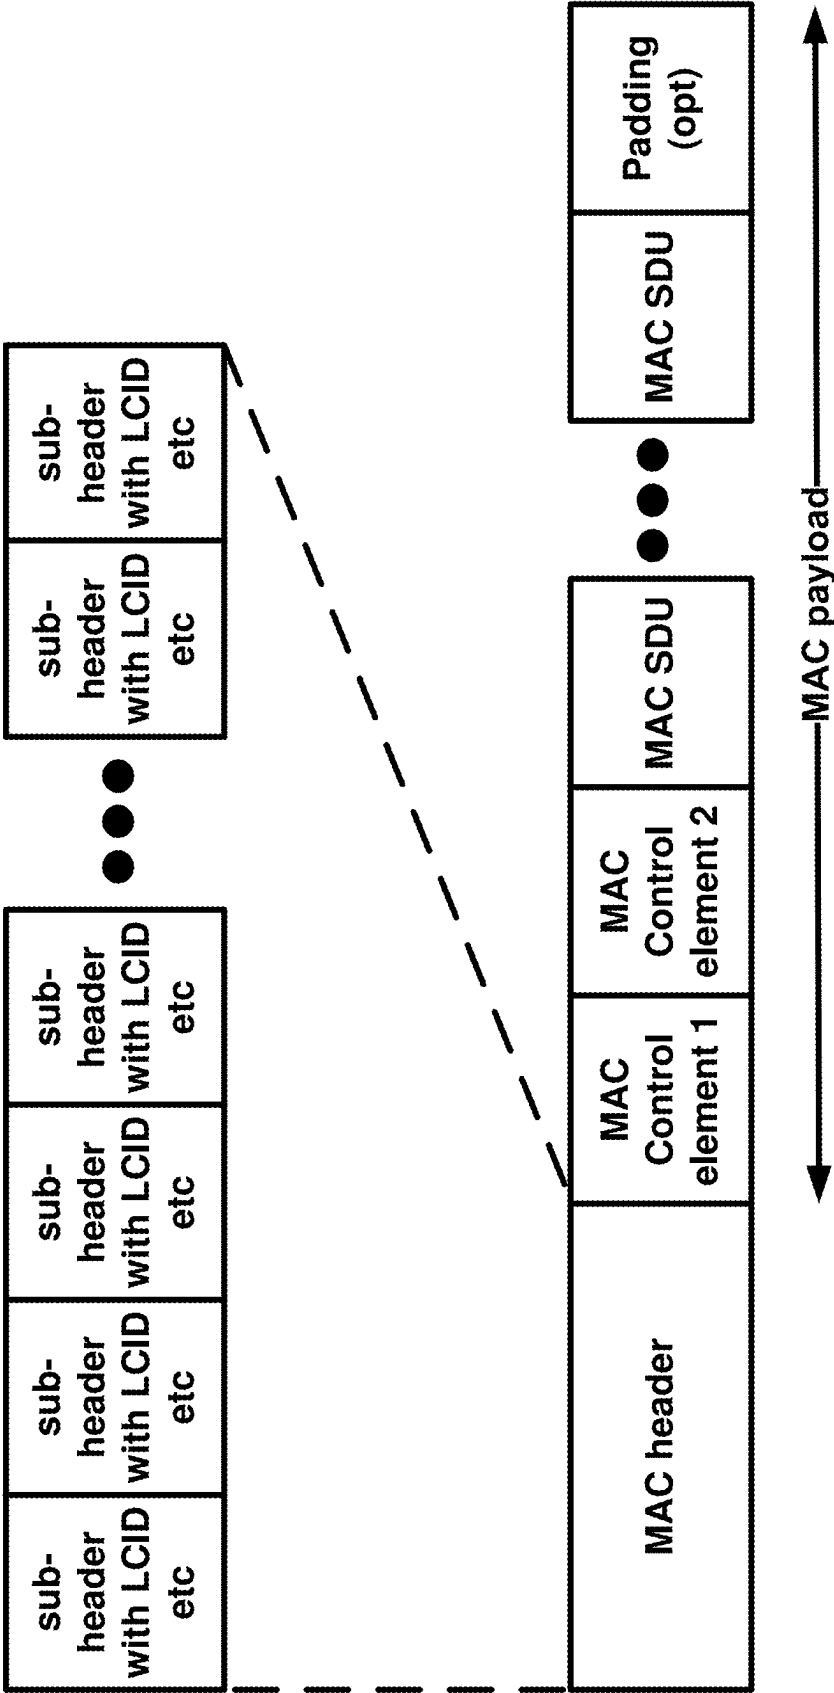 sub-
header
with LCID
etc
sub-
header
with LCID
etc
sub-
header
with LCID
etc
sub-
header
with LCID
etc
sub-
header
with LCID
etc
sub-
header
with LCID
etc
MAC header
MAC
Control
element 1
MAC
Control
element 2
MAC SDU
MAC SDU
Padding
(opt)
MAC payload